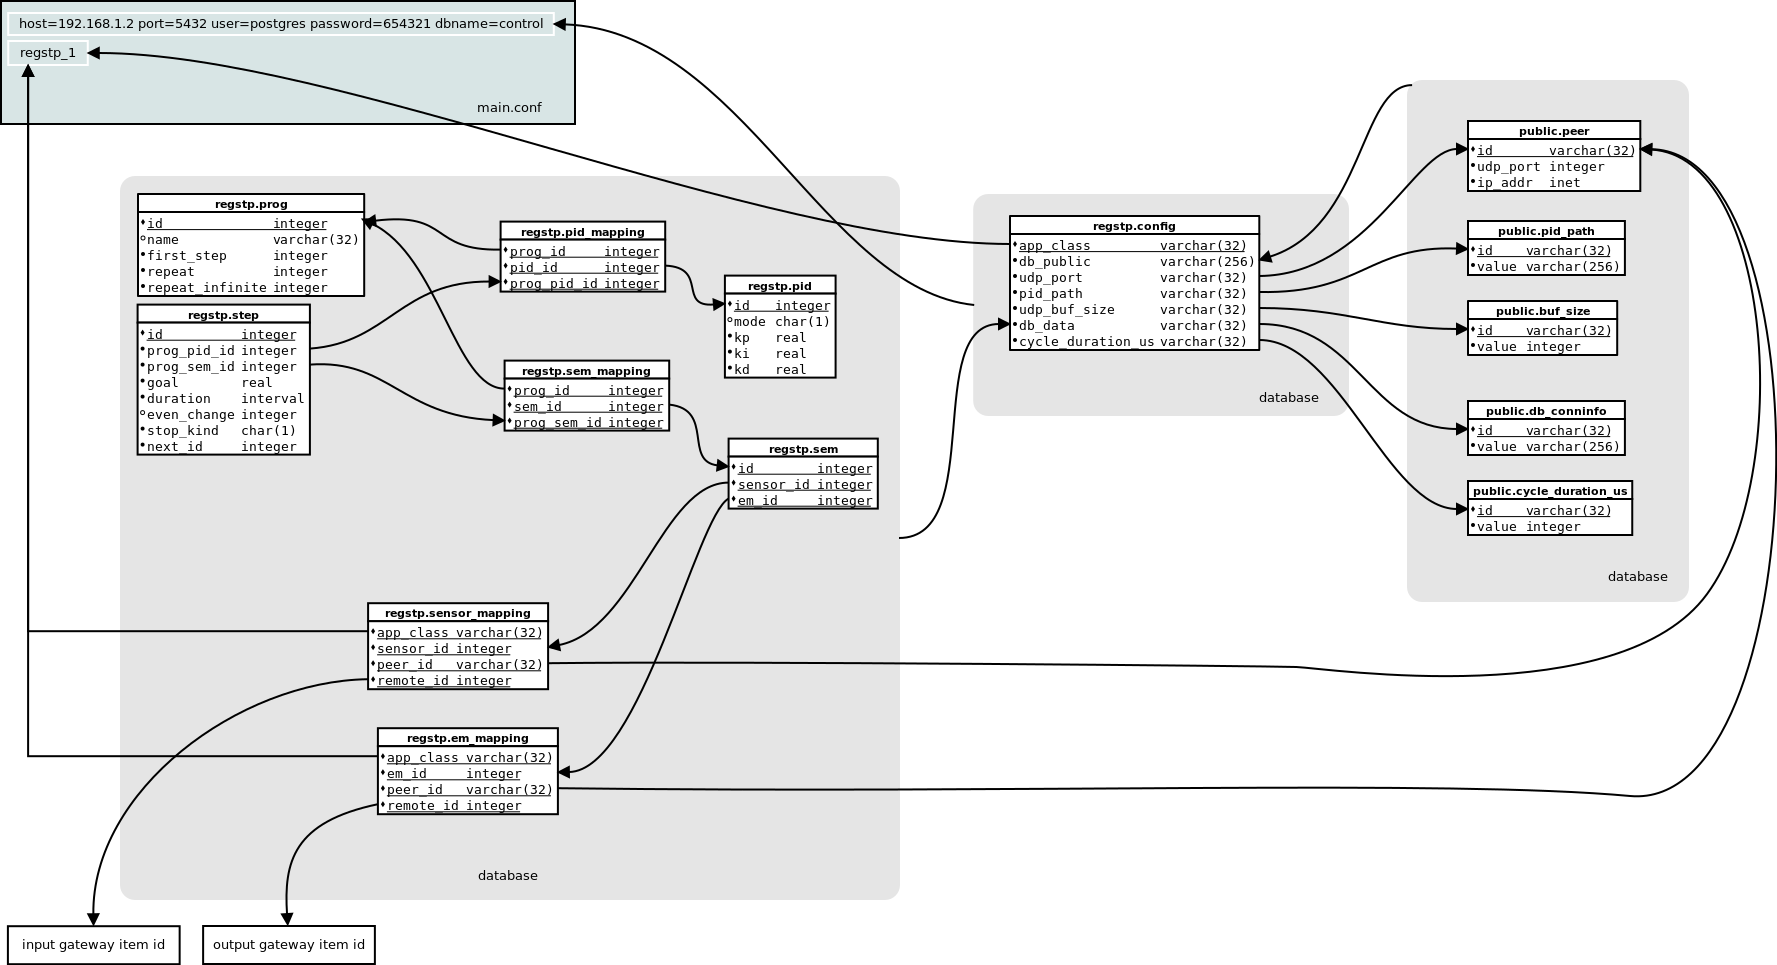 host=192.168.1.2 port=5432 user=postgres password=654321 dbname=control
regstp_1
main.conf
regstp.prog
id integer
name varchar(32)
first_step integer
repeat integer
repeat_infinite integer
regstp.step
id integer
prog_pid_id integer
prog_sem_id integer
goal real
duration interval
even_change integer
stop_kind char(1)
next_id integer
regstp.pid_mapping
prog_id integer
pid_id integer
prog_pid_id integer
regstp.pid
id integer
mode char(1)
kp real
ki real
kd real
regstp.sem_mapping
prog_id integer
sem_id integer
prog_sem_id integer
regstp.sem
id integer
sensor_id integer
em_id integer
regstp.sensor_mapping
app_class varchar(32)
sensor_id integer
peer_id varchar(32)
remote_id integer
regstp.em_mapping
app_class varchar(32)
em_id integer
peer_id varchar(32)
remote_id integer
database
input gateway item id
output gateway item id
regstp.config
app_class varchar(32)
db_public varchar(256)
udp_port varchar(32)
pid_path varchar(32)
udp_buf_size varchar(32)
db_data varchar(32)
cycle_duration_us varchar(32)
database
public.peer
id varchar(32)
udp_port integer
ip_addr inet
public.pid_path
id varchar(32)
value varchar(256)
public.buf_size
id varchar(32)
value integer
public.db_conninfo
id varchar(32)
value varchar(256)
public.cycle_duration_us
id varchar(32)
value integer
database